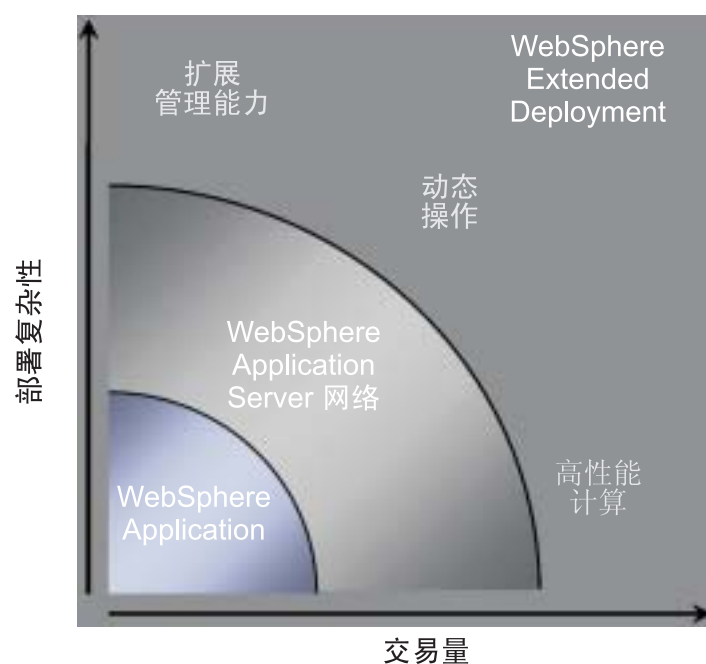 扩展
管理能力
WebSphere
Extended
Deployment
动态
操作
部署复杂性
WebSphere
Application
Server 网络
高性能
计算
WebSphere
Application
交易量